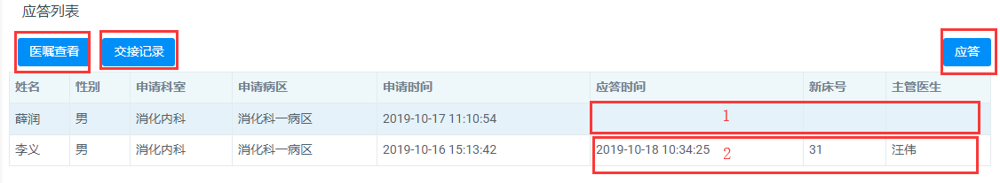 应答列表
医嘱查看 交接记录 应答
姓名 性别 申请科室 申请病区 申请时间 应答时间 新床号 主管医生
薛润 男 消化内科 消化科一病区 2019-10-17 11:10:54 1
李义 男 消化内科 消化科一病区 2019-10-16 15:13:42 2019-10-18 10:34:25 2 31 汪伟